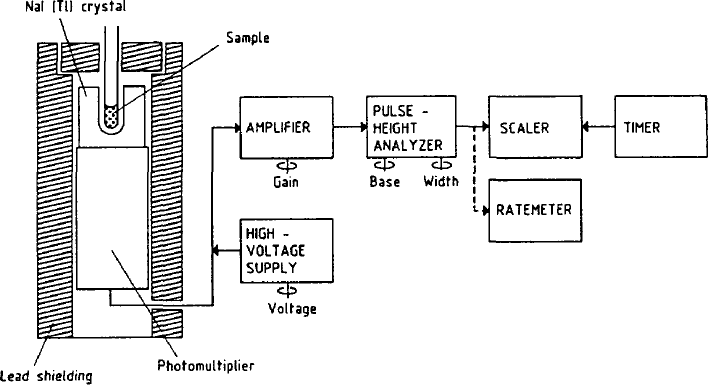 NaI (Tl) crystal
Sample
AMPLIFIER
Gain
PULSE -
HEIGHT
ANALYZER
Base
Width
SCALER
TIMER
RATEMETER
HIGH -
VOLTAGE
SUPPLY
Voltage
Photomultiplier
Lead shielding